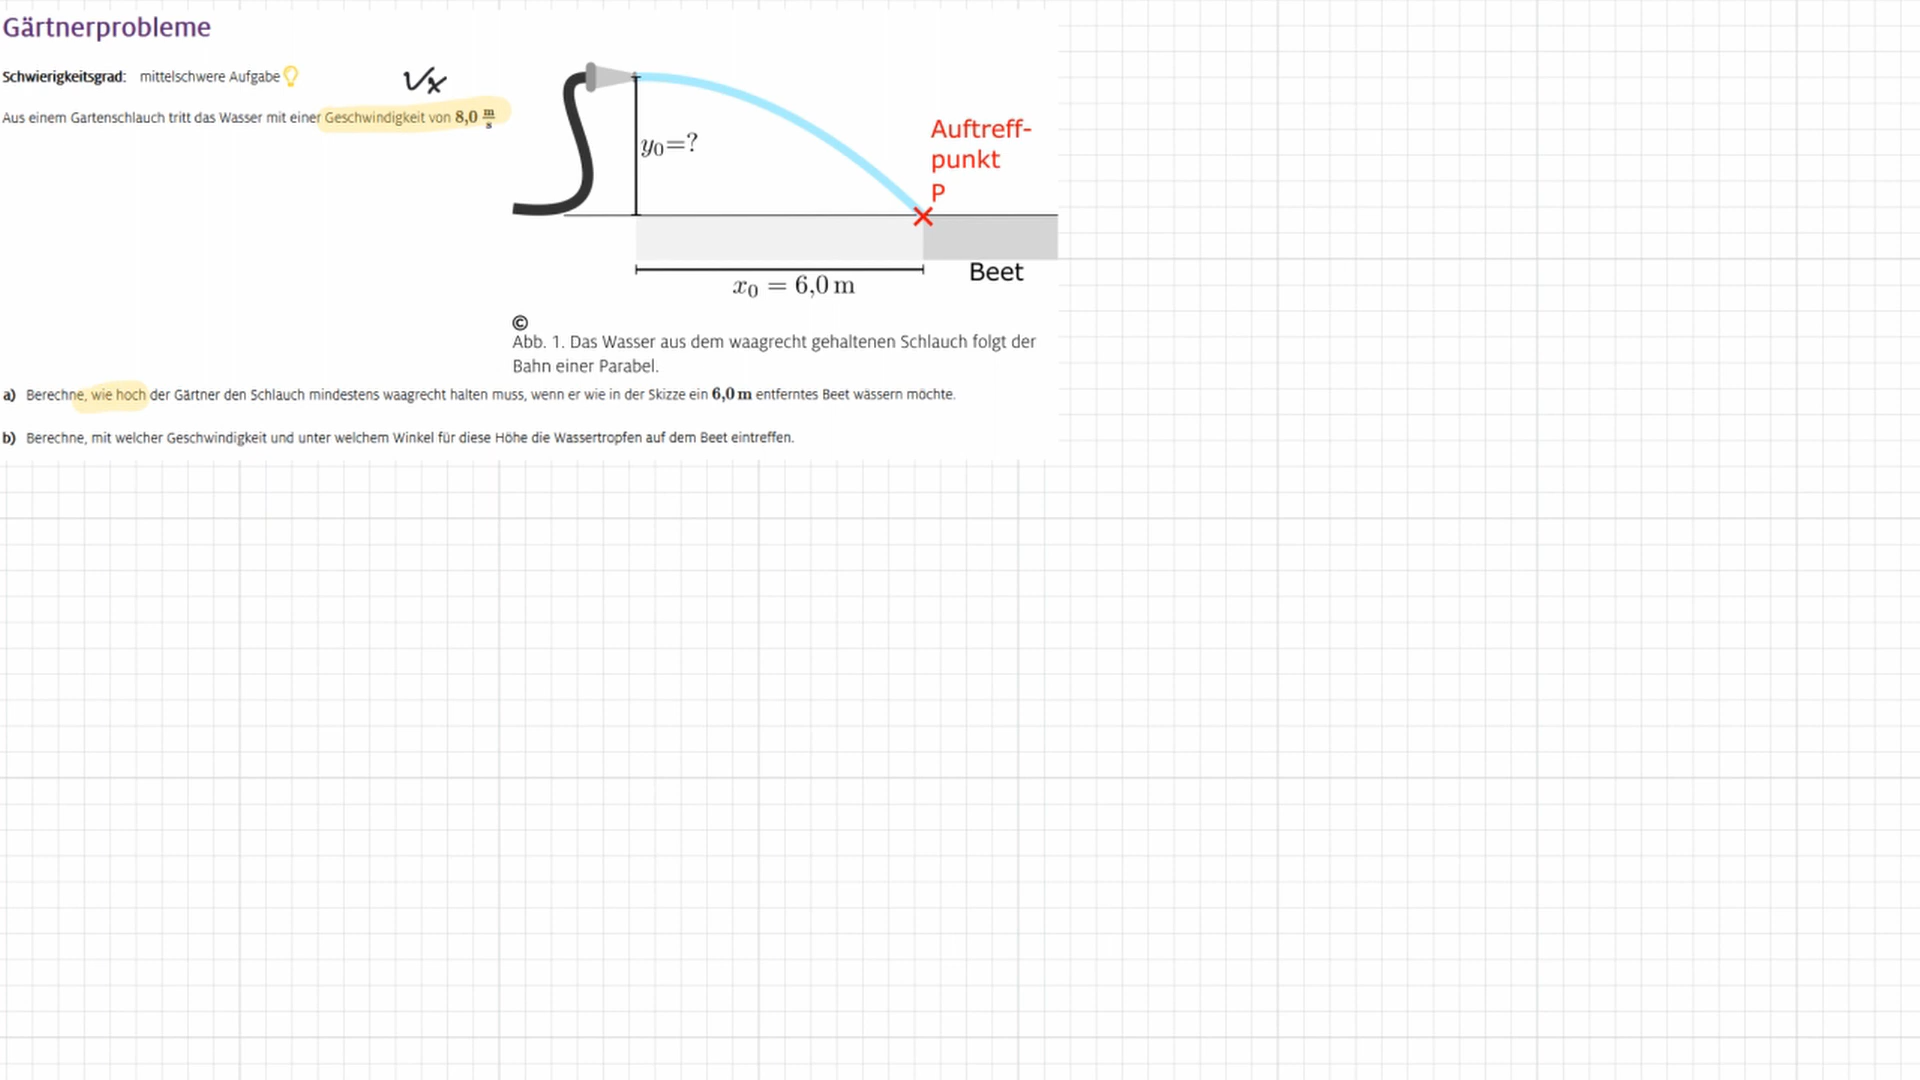 Gärtnerprobleme
Schwierigkeitsgrad: mittelschwere Aufgabe
Vx
Aus einem Gartenschlauch tritt das Wasser mit einer Geschwindigkeit von 8,0 m/s
y₀=?
Auftreff-
punkt
P
Beet
x₀ = 6,0 m
©
Abb. 1. Das Wasser aus dem waagrecht gehaltenen Schlauch folgt der
Bahn einer Parabel.
a) Berechne, wie hoch der Gärtner den Schlauch mindestens waagrecht halten muss, wenn er wie in der Skizze ein 6,0 m entferntes Beet wässern möchte.
b) Berechne, mit welcher Geschwindigkeit und unter welchem Winkel für diese Höhe die Wassertropfen auf dem Beet eintreffen.